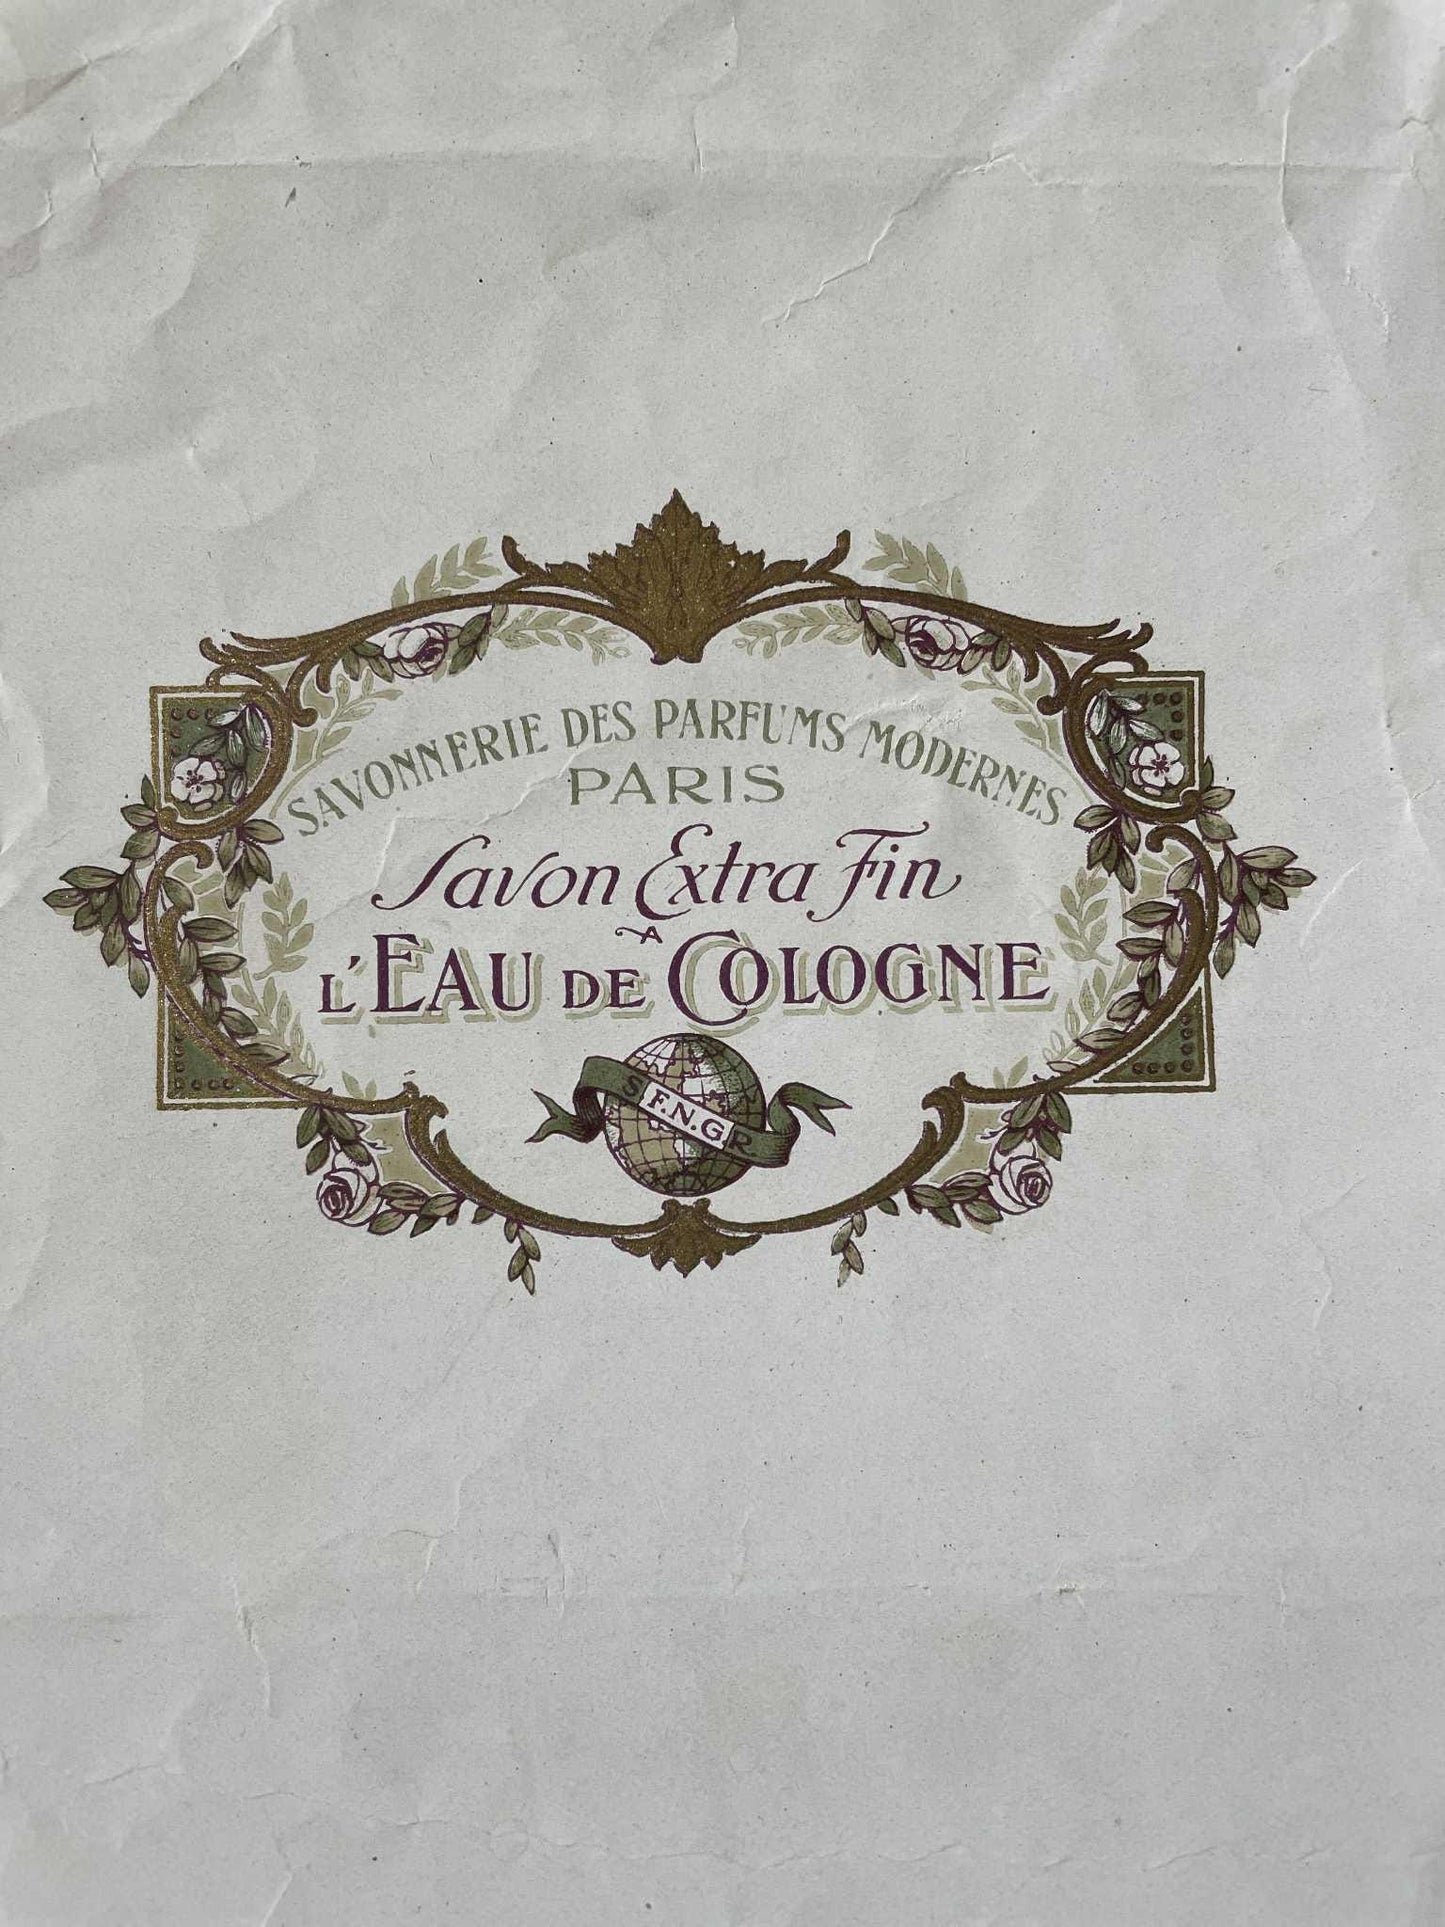 SAVONNERIE DES PARFUMS MODERNES
PARIS
Savon Extra Fin
A
L'EAU DE COLOGNE
S F.N.G R